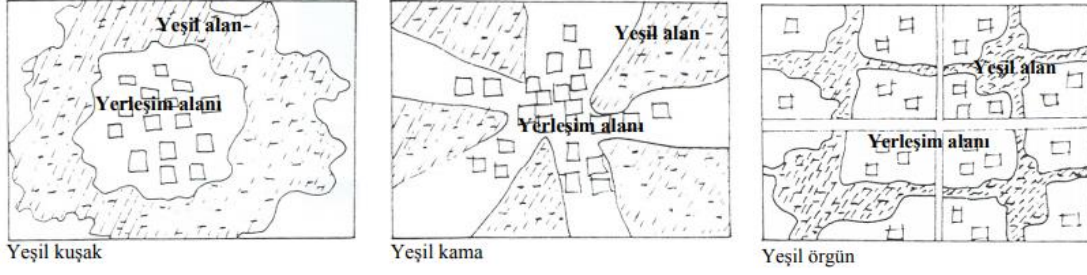 Yeşil alan
Yerleşim alanı
Yeşil kuşak
Yeşil alan
Yerleşim alanı
Yeşil kama
Yeşil alan
Yerleşim alanı
Yeşil örgün